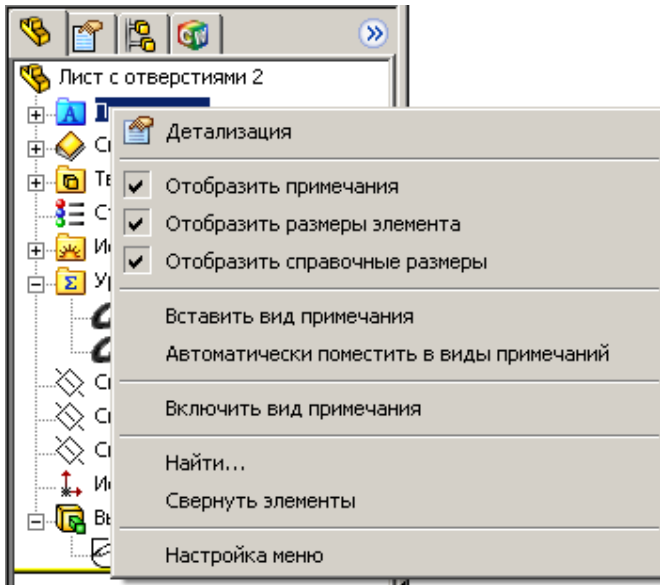 Лист с отверстиями 2
Детализация
Отобразить примечания
Отобразить размеры элемента
Отобразить справочные размеры
Вставить вид примечания
Автоматически поместить в виды примечаний
Включить вид примечания
Найти...
Свернуть элементы
Настройка меню